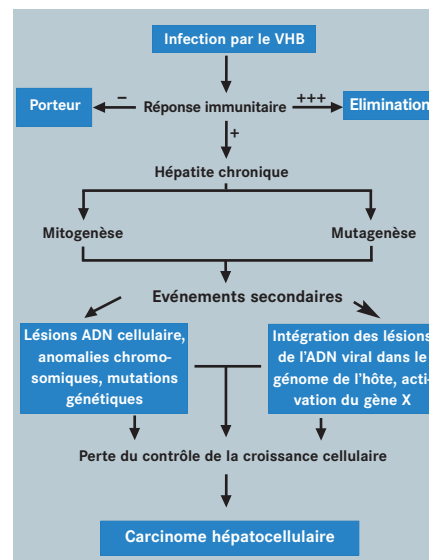 Infection par le VHB
Porteur
–
Réponse immunitaire
+++
Elimination
+
Hépatite chronique
Mitogenèse
Mutagenèse
Evénements secondaires
Lésions ADN cellulaire,
anomalies chromo-
somiques, mutations
génétiques
Intégration des lésions
de l’ADN viral dans le
génome de l’hôte, acti-
vation du gène X
Perte du contrôle de la croissance cellulaire
Carcinome hépatocellulaire